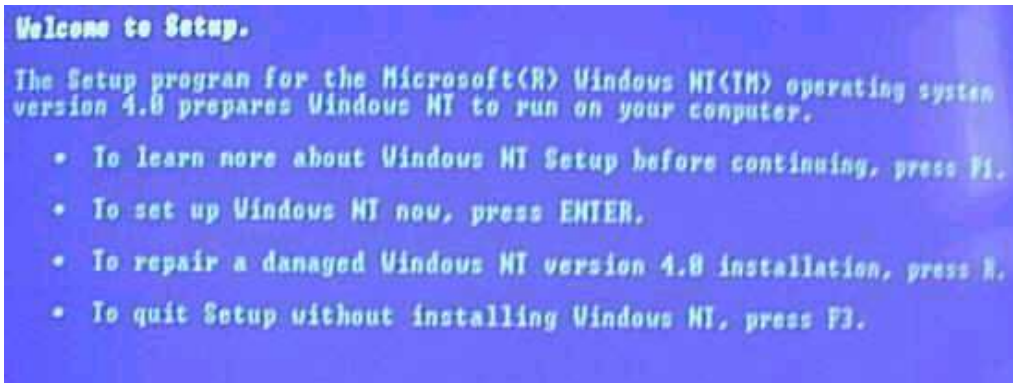 Welcome to Setup.
The Setup program for the Microsoft(R) Windows NT(TM) operating system
version 4.0 prepares Windows NT to run on your computer.
• To learn more about Windows NT Setup before continuing, press F1.
• To set up Windows NT now, press ENTER.
• To repair a damaged Windows NT version 4.0 installation, press R.
• To quit Setup without installing Windows NT, press F3.